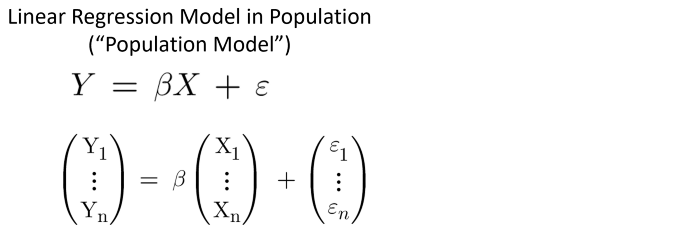 Linear Regression Model in Population
(“Population Model”)
Y = βX + ε
(Y₁ ⋮ Yₙ) = β (X₁ ⋮ Xₙ) + (ε₁ ⋮ εₙ)